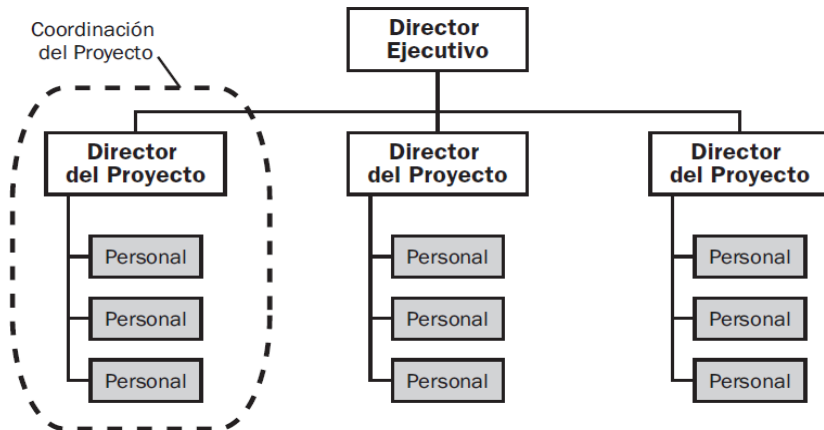 Coordinación
del Proyecto
Director
Ejecutivo
Director
del Proyecto
Director
del Proyecto
Director
del Proyecto
Personal
Personal
Personal
Personal
Personal
Personal
Personal
Personal
Personal